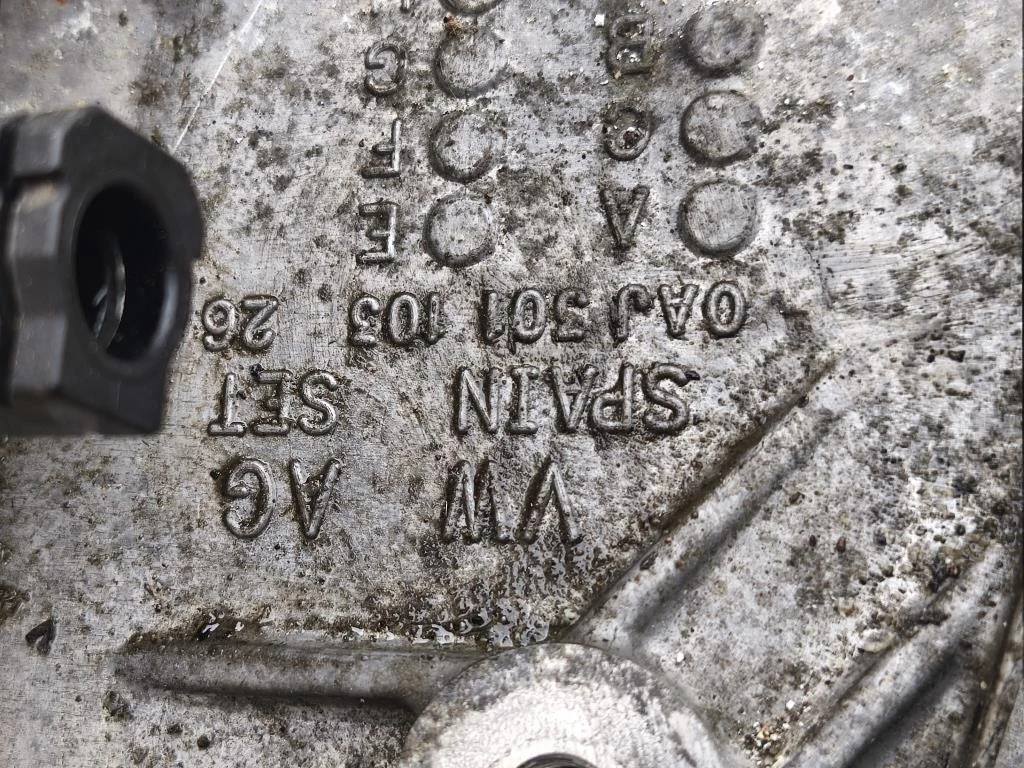 VW AG
SPAIN SET
0AJ 301 103 26
A E
Q F
B G